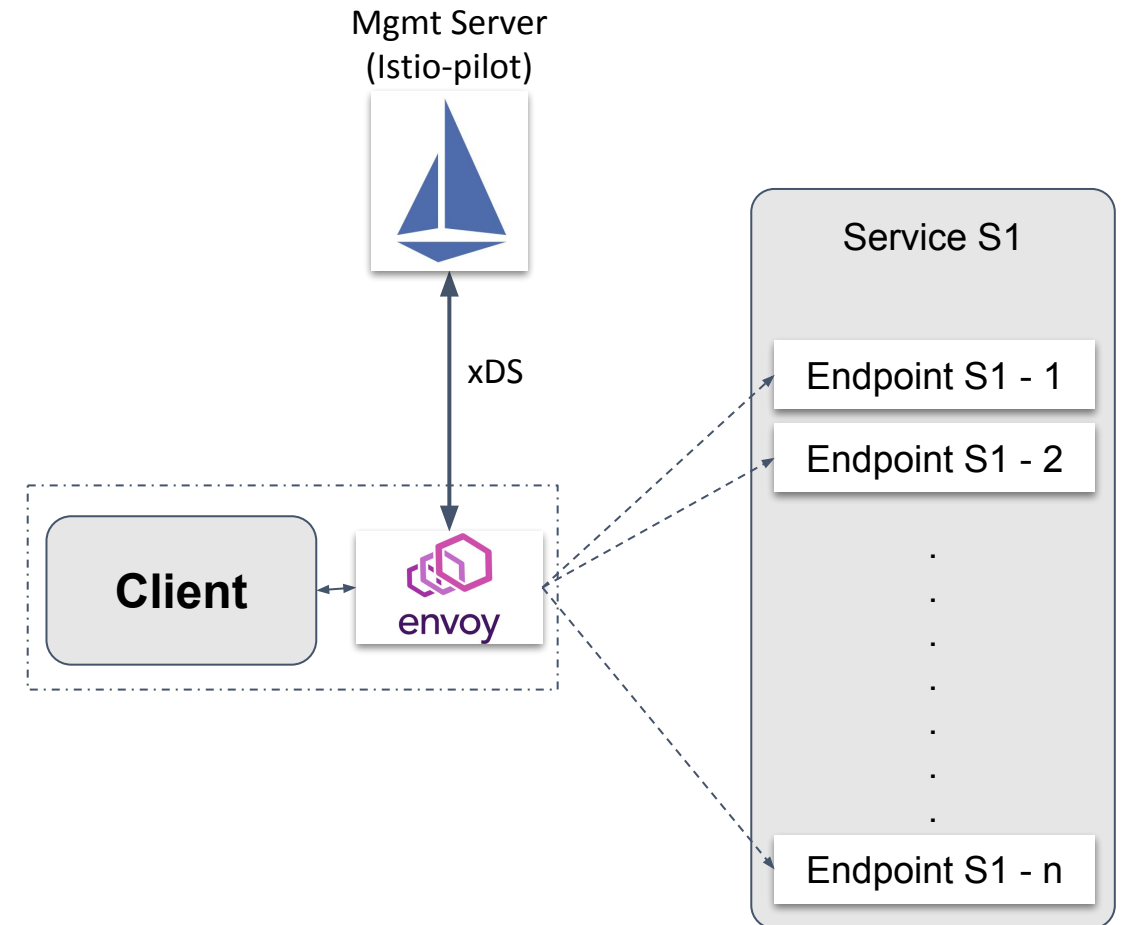 Mgmt Server
(Istio-pilot)
Service S1
xDS
Endpoint S1 - 1
Endpoint S1 - 2
.
.
.
.
.
.
.
Client
envoy
Endpoint S1 - n